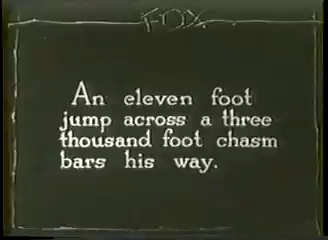 FOX
An eleven foot
jump across a three
thousand foot chasm
bars his way.